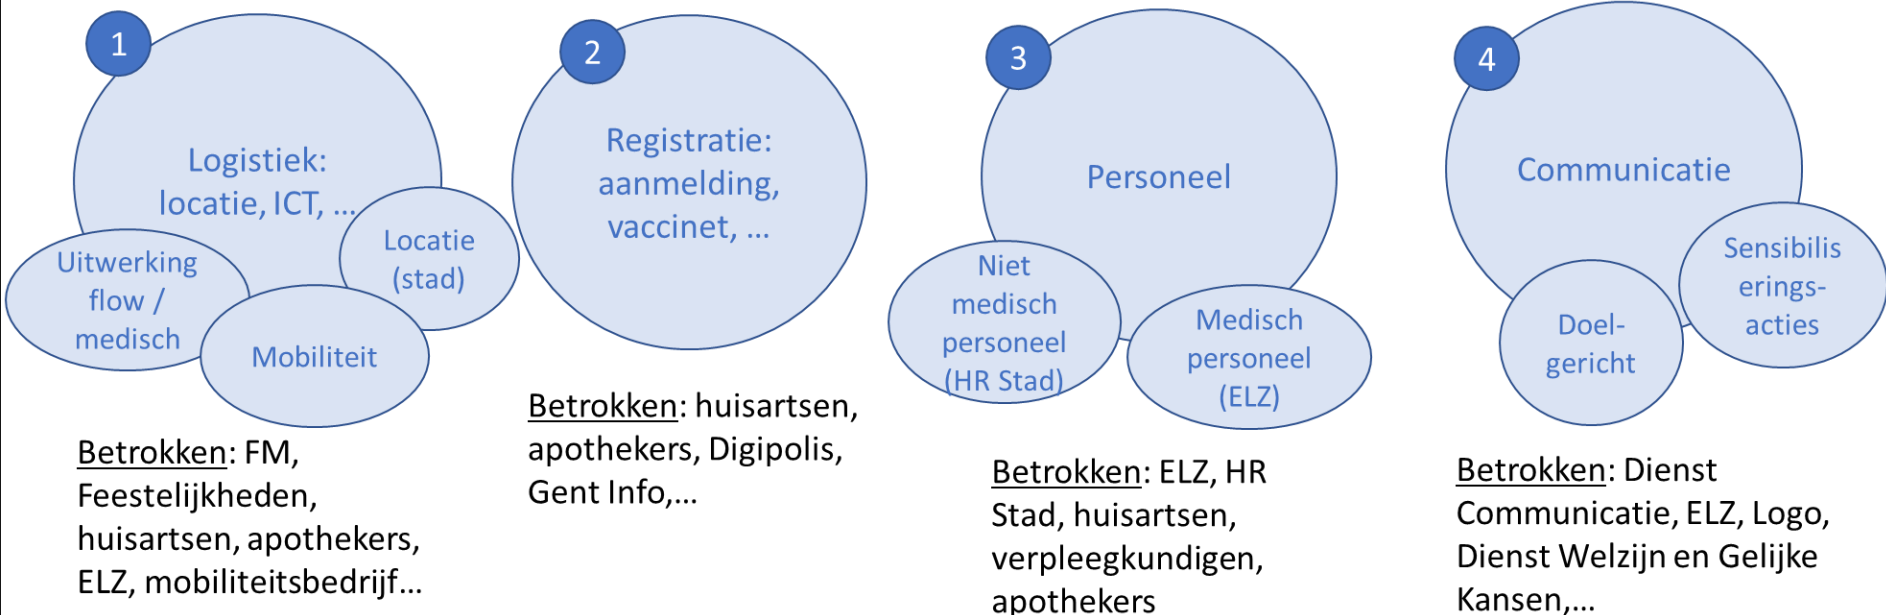 1
Logistiek:
locatie, ICT, ...
Uitwerking
flow /
medisch
Mobiliteit
Locatie
(stad)
Betrokken: FM,
Feestelijkheden,
huisartsen, apothekers,
ELZ, mobiliteitsbedrijf...
2
Registratie:
aanmelding,
vaccinet, ...
Betrokken: huisartsen,
apothekers, Digipolis,
Gent Info,...
3
Personeel
Niet
medisch
personeel
(HR Stad)
Medisch
personeel
(ELZ)
Betrokken: ELZ, HR
Stad, huisartsen,
verpleegkundigen,
apothekers
4
Communicatie
Doel-
gericht
Sensibilis
erings-
acties
Betrokken: Dienst
Communicatie, ELZ, Logo,
Dienst Welzijn en Gelijke
Kansen,...